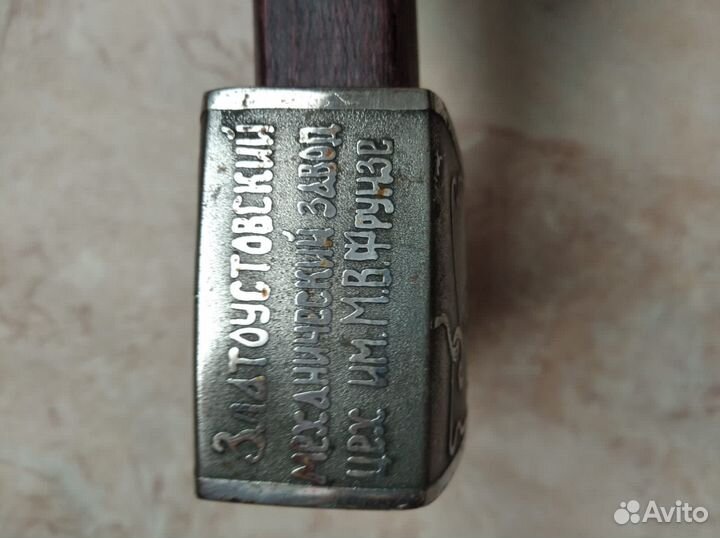 Златоустовский
механический завод
цех им. М.В. Фрунзе
Avito